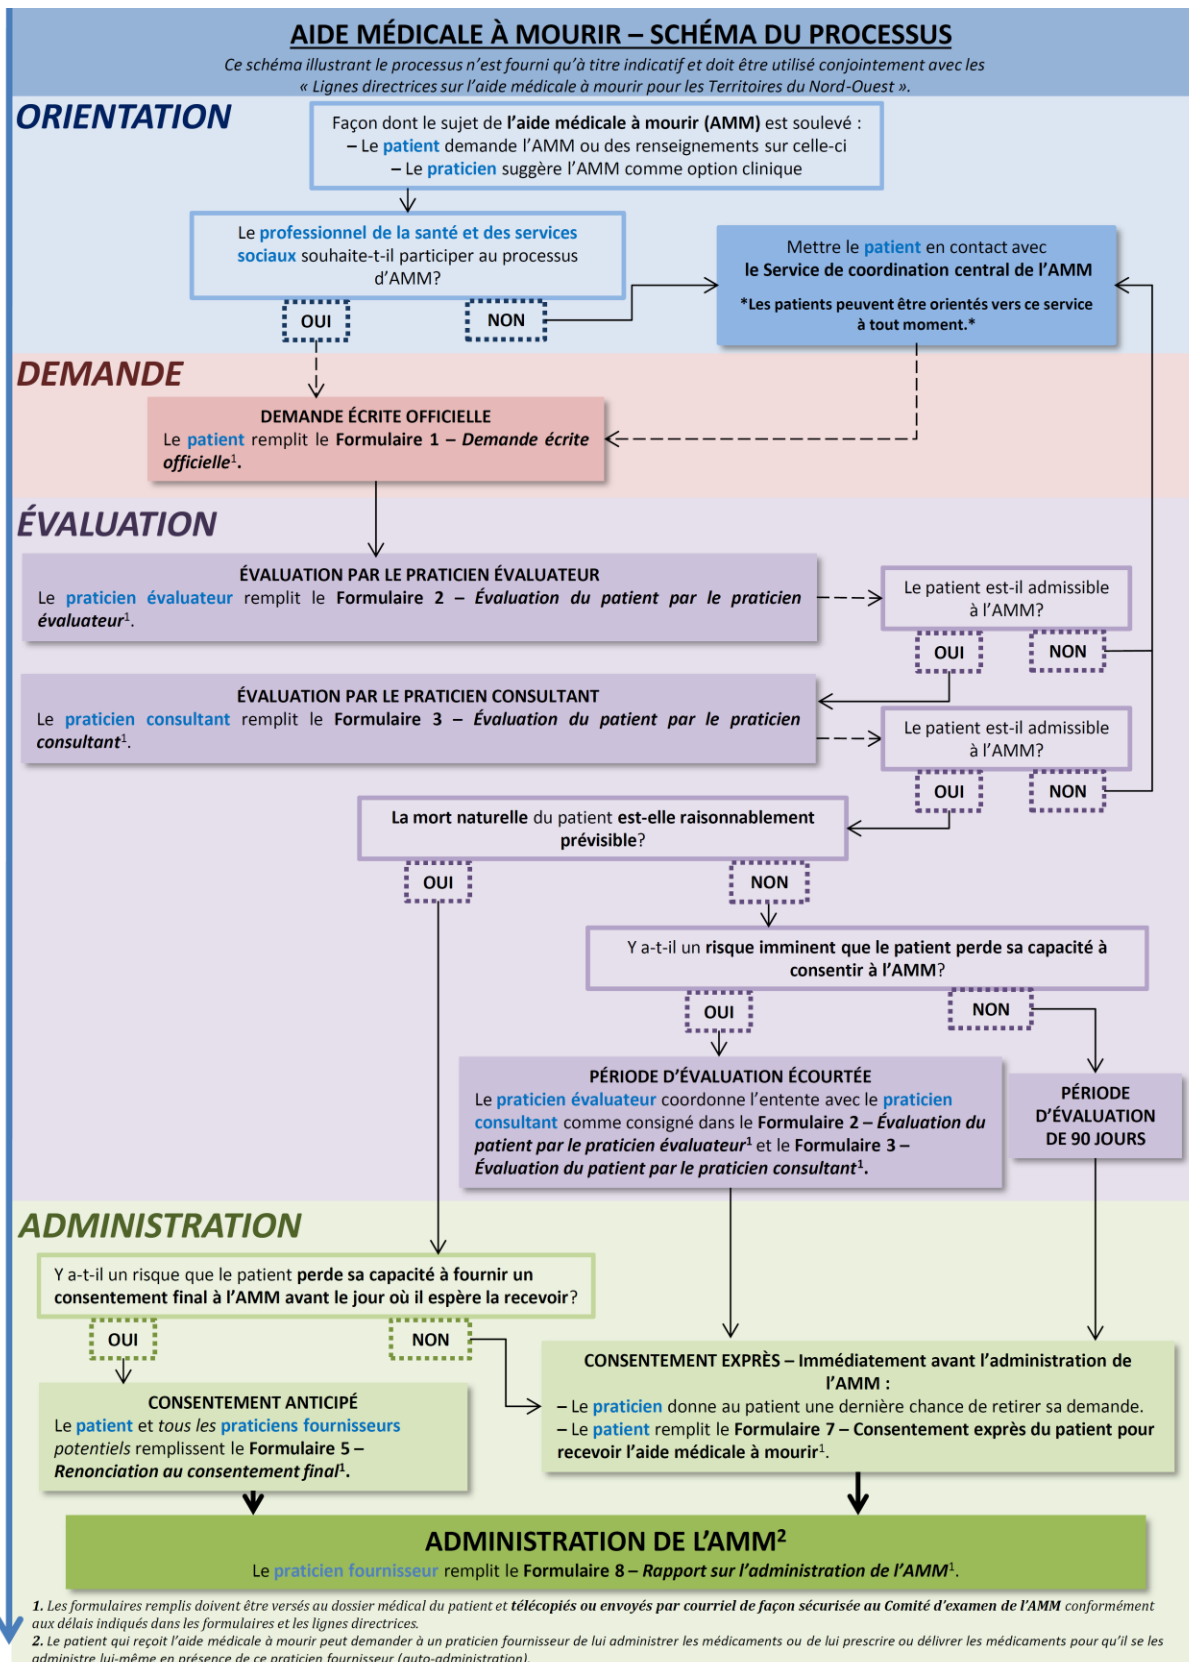 AIDE MÉDICALE À MOURIR – SCHÉMA DU PROCESSUS
Ce schéma illustrant le processus n’est fourni qu’à titre indicatif et doit être utilisé conjointement avec les
« Lignes directrices sur l’aide médicale à mourir pour les Territoires du Nord-Ouest ».
ORIENTATION
Façon dont le sujet de l’aide médicale à mourir (AMM) est soulevé :
– Le patient demande l’AMM ou des renseignements sur celle-ci
– Le praticien suggère l’AMM comme option clinique
Le professionnel de la santé et des services
sociaux souhaite-t-il participer au processus
d’AMM?
OUI
NON
Mettre le patient en contact avec
le Service de coordination central de l’AMM
*Les patients peuvent être orientés vers ce service
à tout moment.*
DEMANDE
DEMANDE ÉCRITE OFFICIELLE
Le patient remplit le Formulaire 1 – Demande écrite
officielle¹.
ÉVALUATION
ÉVALUATION PAR LE PRATICIEN ÉVALUATEUR
Le praticien évaluateur remplit le Formulaire 2 – Évaluation du patient par le praticien
évaluateur¹.
Le patient est-il admissible
à l’AMM?
OUI
NON
ÉVALUATION PAR LE PRATICIEN CONSULTANT
Le praticien consultant remplit le Formulaire 3 – Évaluation du patient par le praticien
consultant¹.
Le patient est-il admissible
à l’AMM?
OUI
NON
La mort naturelle du patient est-elle raisonnablement
prévisible?
OUI
NON
Y a-t-il un risque imminent que le patient perde sa capacité à
consentir à l’AMM?
OUI
NON
PÉRIODE D’ÉVALUATION ÉCOURTÉE
Le praticien évaluateur coordonne l’entente avec le praticien
consultant comme consigné dans le Formulaire 2 – Évaluation du
patient par le praticien évaluateur¹ et le Formulaire 3 –
Évaluation du patient par le praticien consultant¹.
PÉRIODE
D’ÉVALUATION
DE 90 JOURS
ADMINISTRATION
Y a-t-il un risque que le patient perde sa capacité à fournir un
consentement final à l’AMM avant le jour où il espère la recevoir?
OUI
NON
CONSENTEMENT ANTICIPÉ
Le patient et tous les praticiens fournisseurs
potentiels remplissent le Formulaire 5 –
Renonciation au consentement final¹.
CONSENTEMENT EXPRÈS – Immédiatement avant l’administration de
l’AMM :
– Le praticien donne au patient une dernière chance de retirer sa demande.
– Le patient remplit le Formulaire 7 – Consentement exprès du patient pour
recevoir l’aide médicale à mourir¹.
ADMINISTRATION DE L’AMM²
Le praticien fournisseur remplit le Formulaire 8 – Rapport sur l’administration de l’AMM¹.
1. Les formulaires remplis doivent être versés au dossier médical du patient et télécopiés ou envoyés par courriel de façon sécurisée au Comité d’examen de l’AMM conformément
aux délais indiqués dans les formulaires et les lignes directrices.
2. Le patient qui reçoit l’aide médicale à mourir peut demander à un praticien fournisseur de lui administrer les médicaments ou de lui prescrire ou délivrer les médicaments pour qu’il se les
administre lui-même en présence de ce praticien fournisseur (auto-administration).